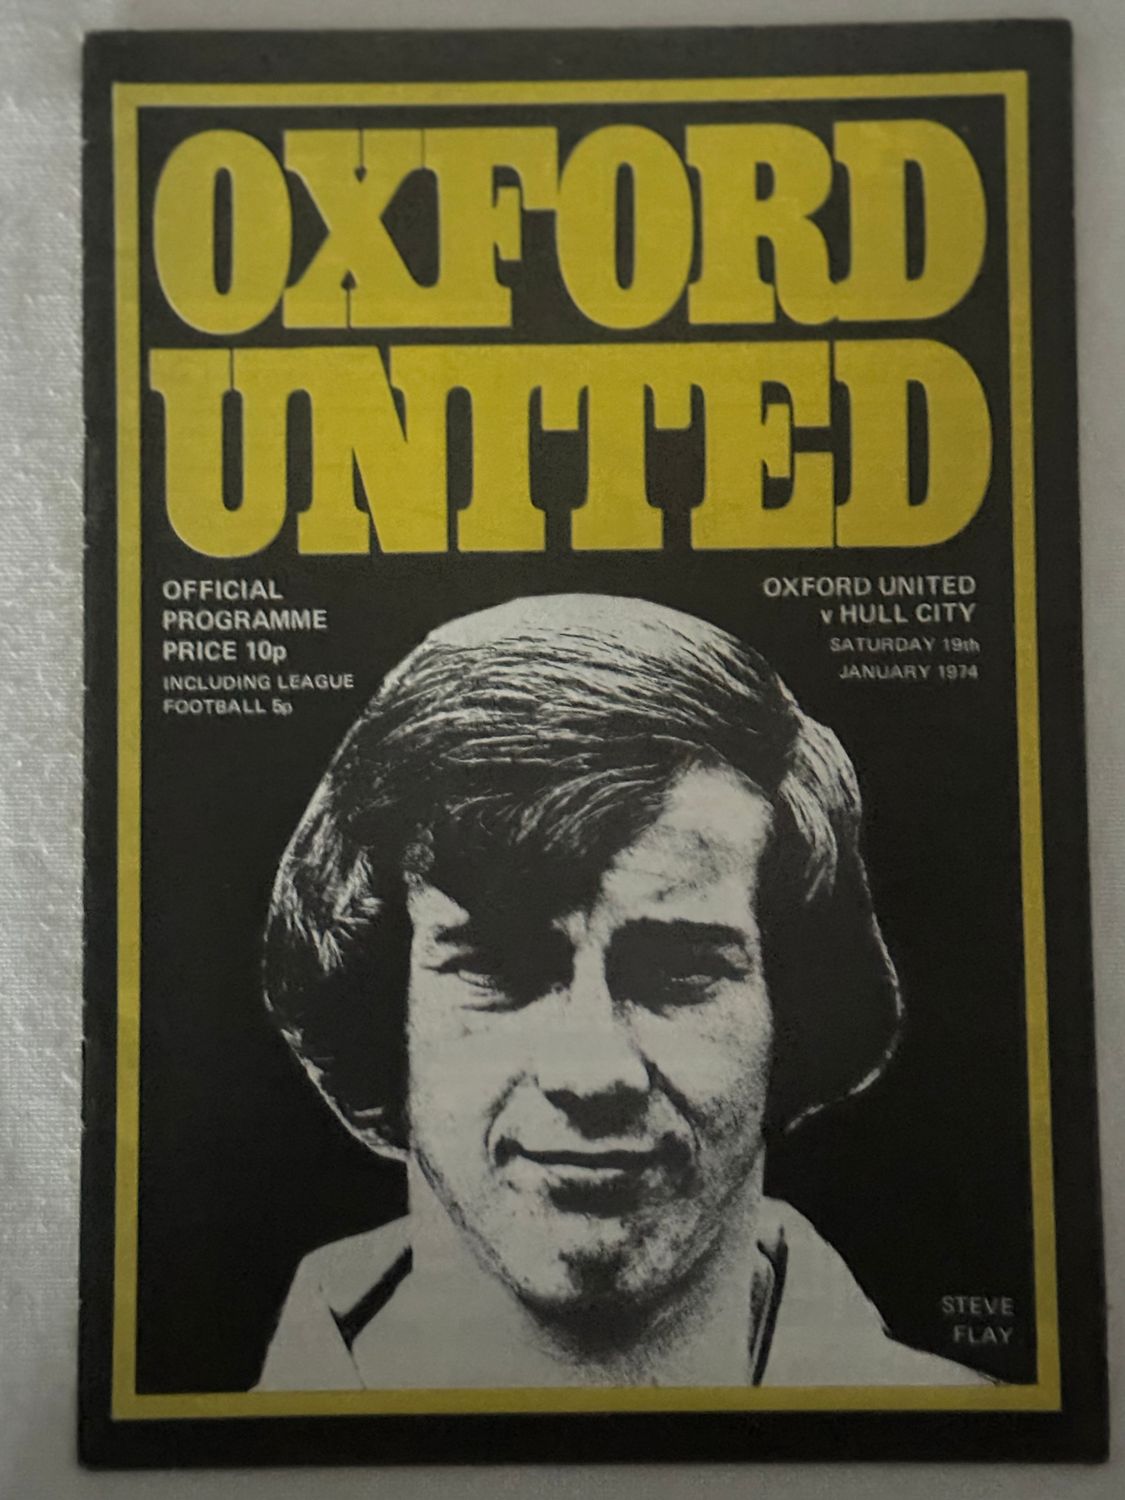 OXFORD
UNITED
OFFICIAL
PROGRAMME
PRICE 10p
INCLUDING LEAGUE
FOOTBALL 5p
OXFORD UNITED
v HULL CITY
SATURDAY 19th
JANUARY 1974
STEVE
FLAY